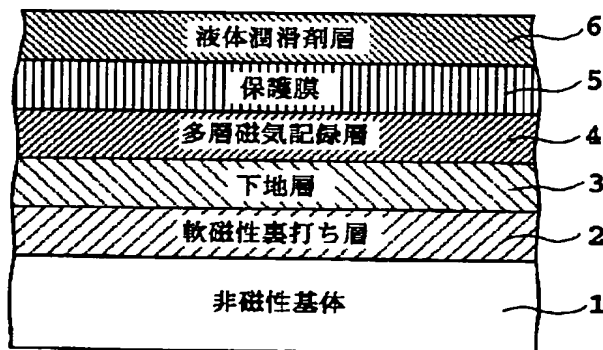 液体潤滑剤層 6
保護膜 5
多層磁気記録層 4
下地層 3
軟磁性裏打ち層 2
非磁性基体 1